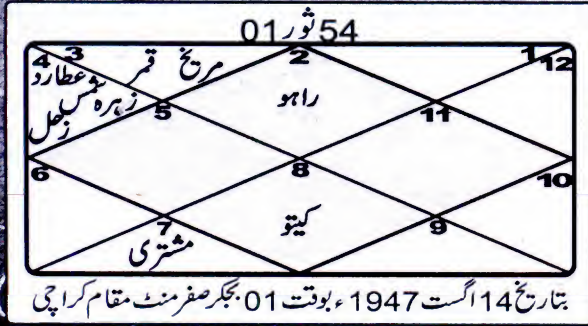 54 ثور 01
4 3 مریخ قمر 2 1 12
عطارد
شمس زہرہ 5 راہو 11
زحل
6 8 10
کیتو
7 9
مشتری
بتاریخ 14 اگست 1947ء بوقت 01 بجکر صفر منٹ مقام کراچی